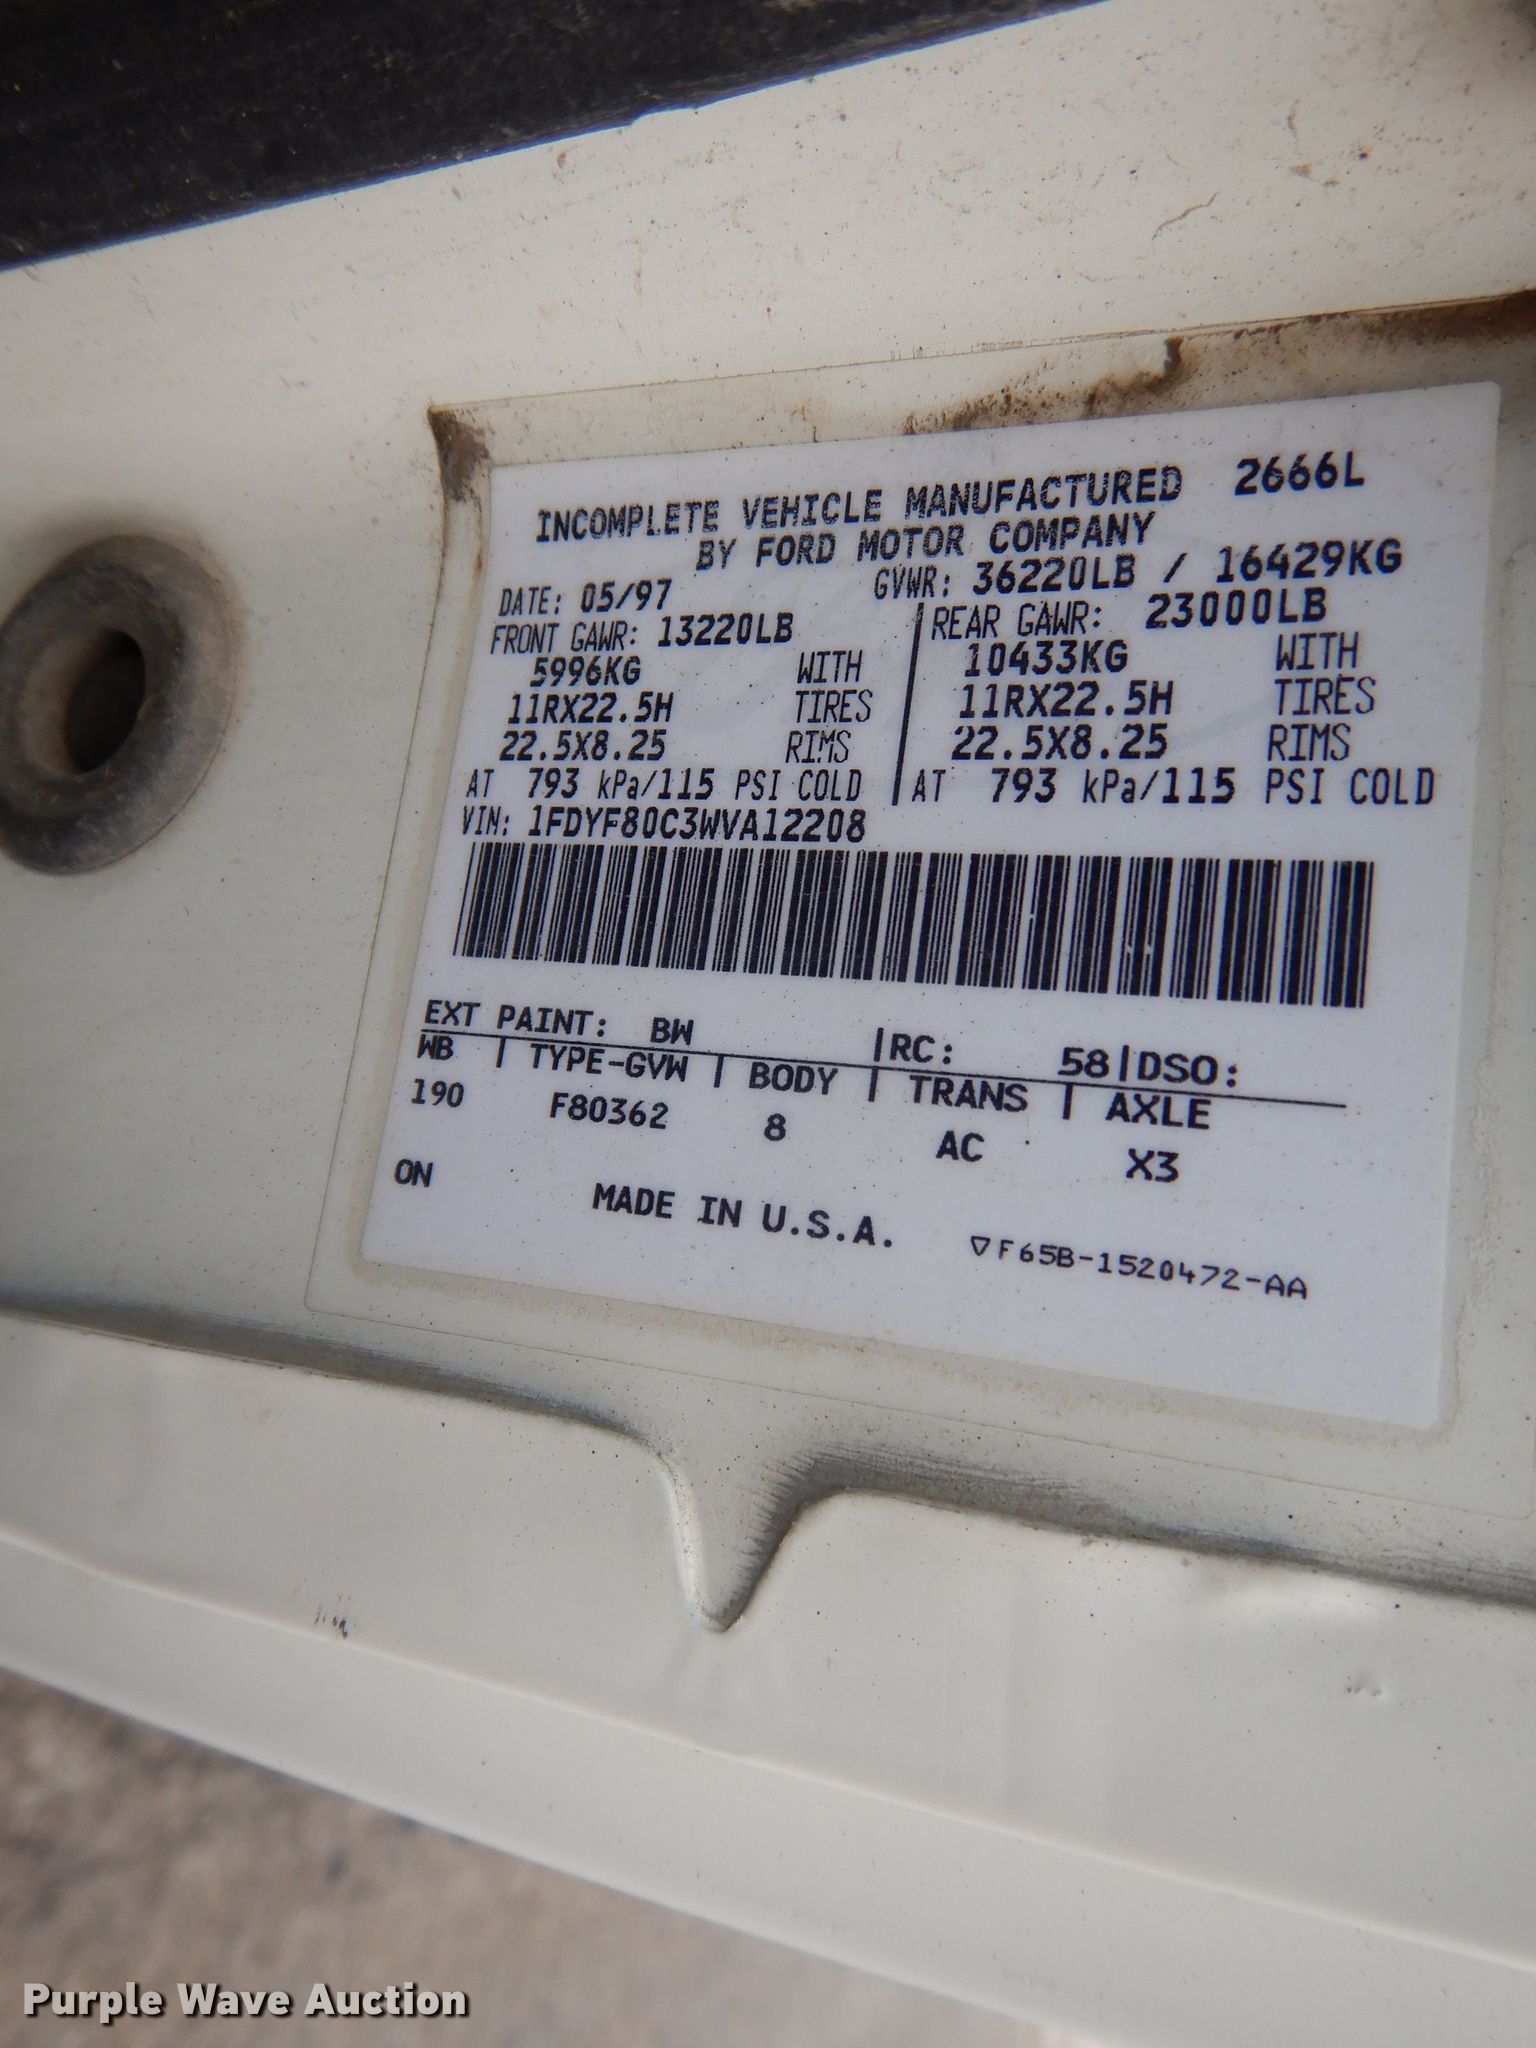 INCOMPLETE VEHICLE MANUFACTURED 2666L
BY FORD MOTOR COMPANY
DATE: 05/97 GVWR: 36220LB / 16429KG
FRONT GAWR: 13220LB REAR GAWR: 23000LB
5996KG WITH 10433KG WITH
11RX22.5H TIRES 11RX22.5H TIRES
22.5X8.25 RIMS 22.5X8.25 RIMS
AT 793 kPa/115 PSI COLD AT 793 kPa/115 PSI COLD
VIN: 1FDYF80C3WVA12208
EXT PAINT: BW |RC: 58|DSO:
WB | TYPE-GVW | BODY | TRANS | AXLE
190 F80362 8 AC X3
ON MADE IN U.S.A. ▽F65B-1520472-AA
Purple Wave Auction